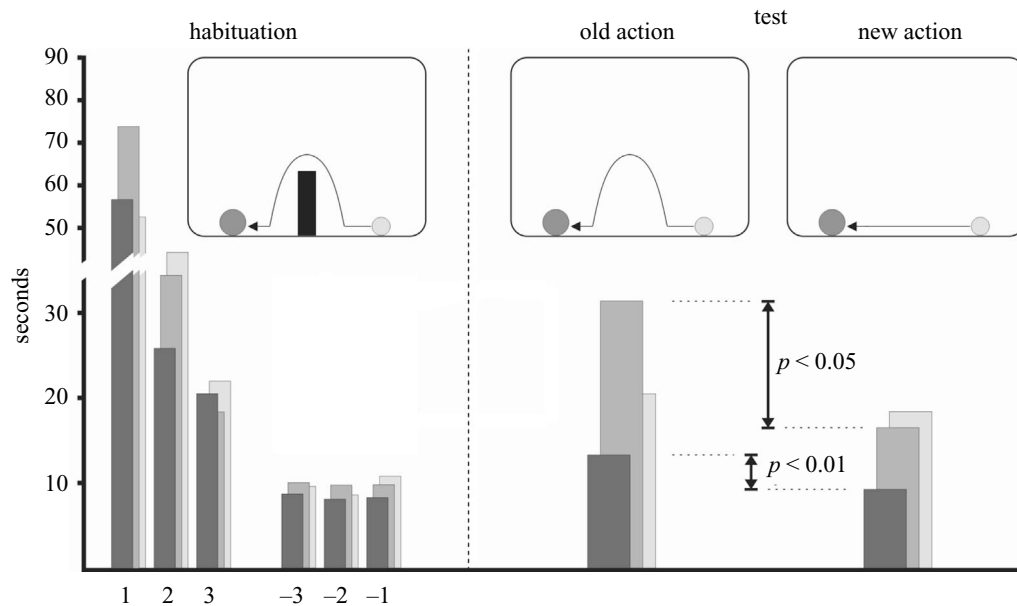 test
habituation
old action
new action
90
80
70
60
50
30
20
10
seconds
p < 0.05
p < 0.01
1 2 3 –3 –2 –1